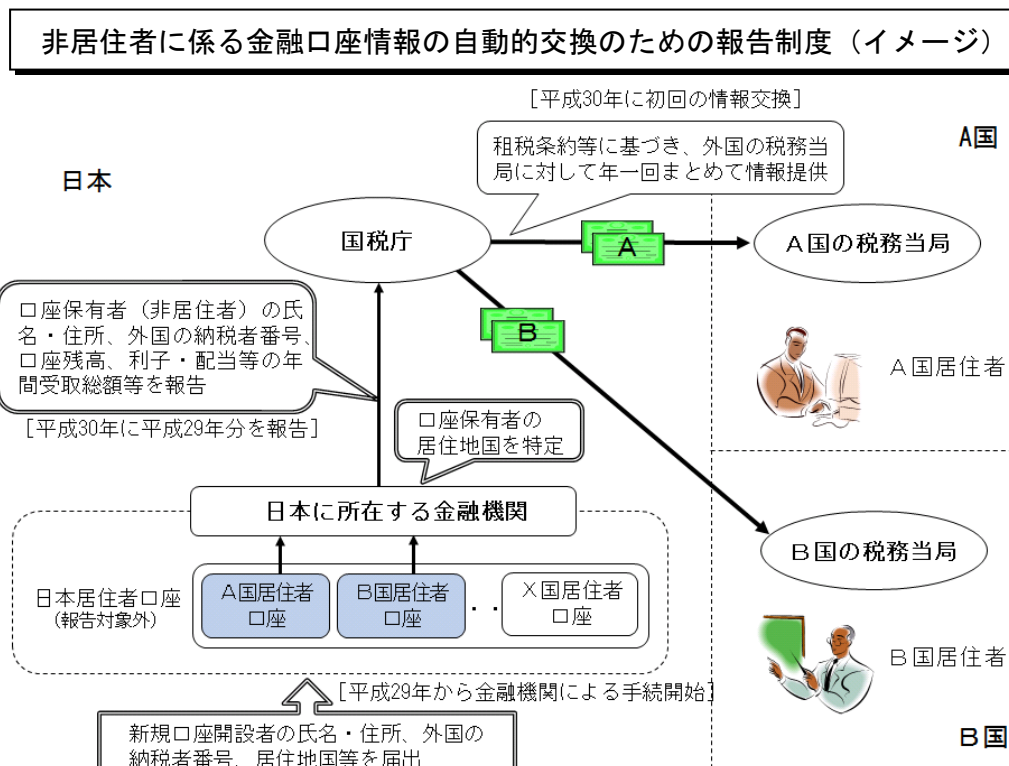 非居住者に係る金融口座情報の自動的交換のための報告制度（イメージ）
[平成30年に初回の情報交換]
租税条約等に基づき、外国の税務当
局に対して年一回まとめて情報提供
A国
日本
国税庁
A
A国の税務当局
B
口座保有者（非居住者）の氏
名・住所、外国の納税者番号、
口座残高、利子・配当等の年
間受取総額等を報告
[平成30年に平成29年分を報告]
A国居住者
口座保有者の
居住地国を特定
日本に所在する金融機関
B国の税務当局
日本居住者口座
(報告対象外)
A国居住者
口座
B国居住者
口座
・・
X国居住者
口座
B国居住者
[平成29年から金融機関による手続開始]
新規口座開設者の氏名・住所、外国の
納税者番号、居住地国等を届出
B国